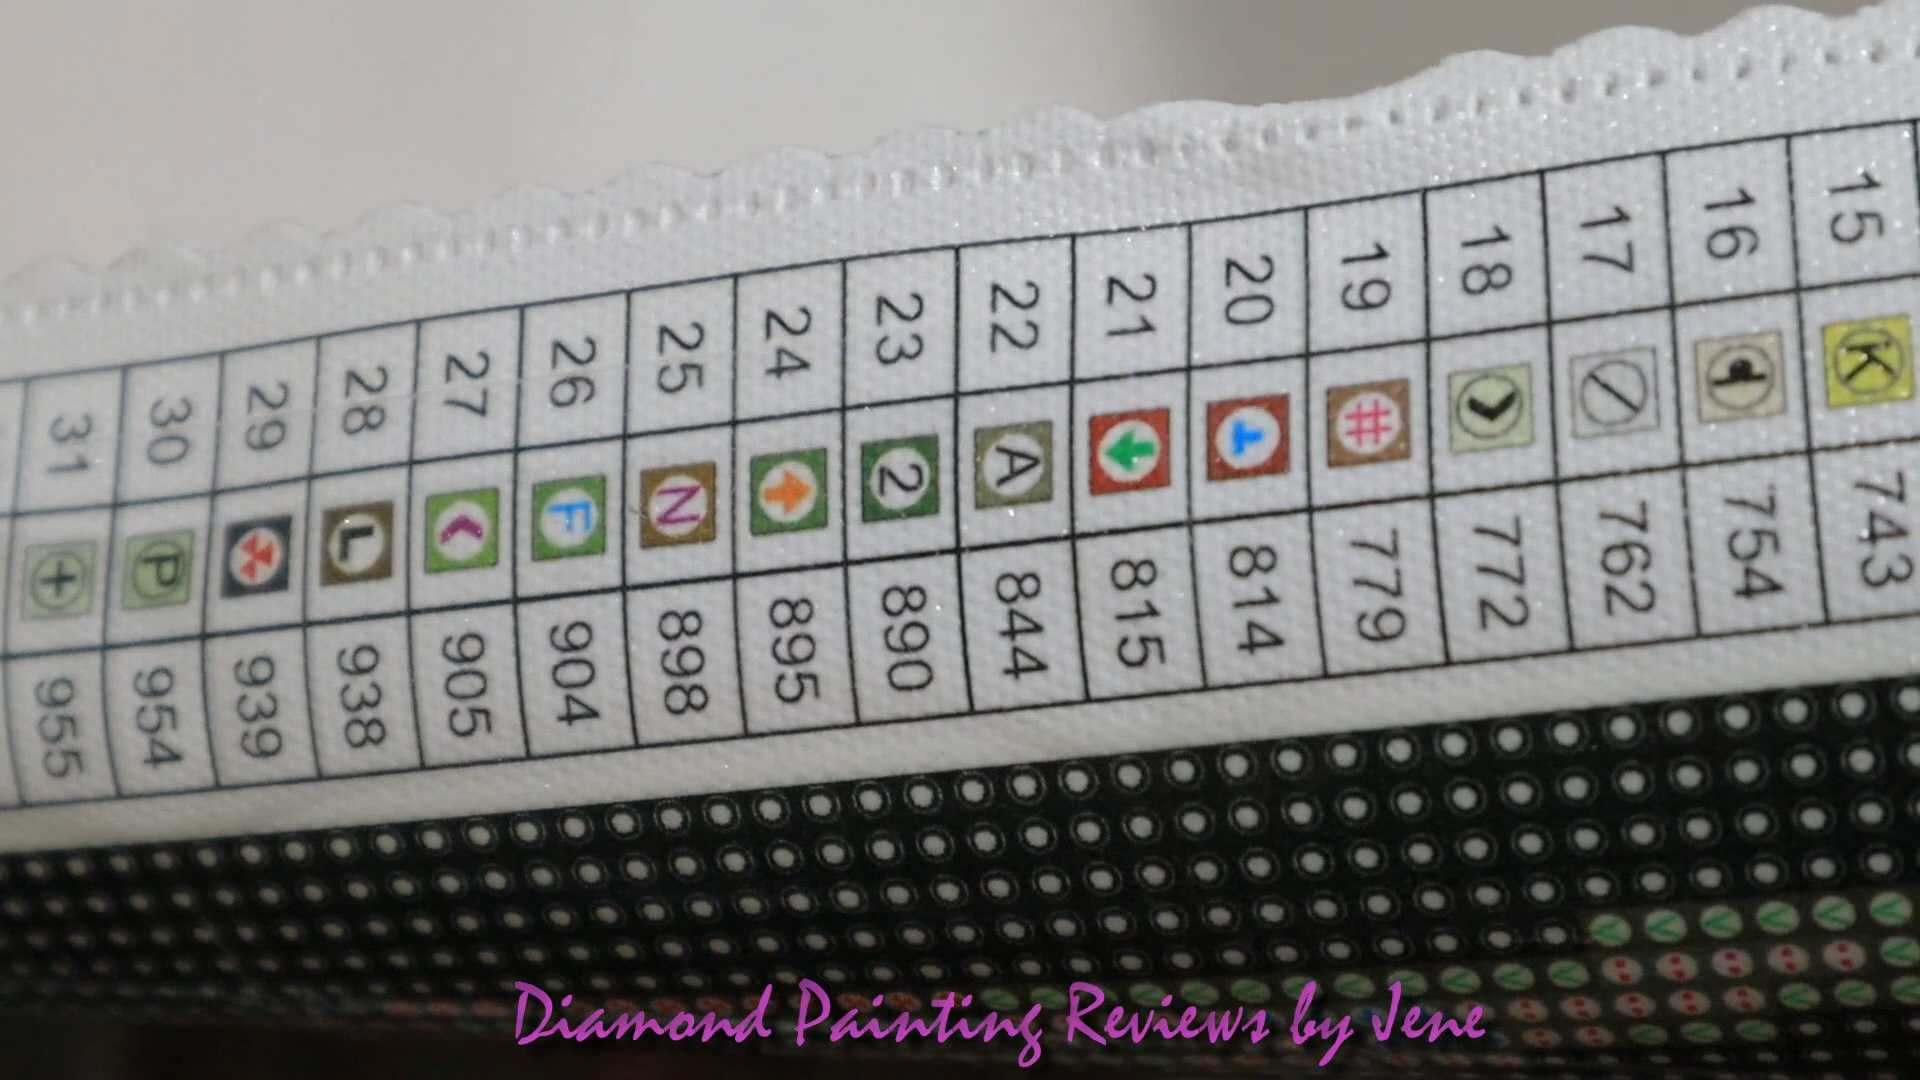 15 K 743
16 754
17 762
18 772
19 # 779
20 814
21 815
22 A 844
23 2 890
24 895
25 N 898
26 F 904
27 905
28 L 938
29 939
30 P 954
31 + 955
Diamond Painting Reviews by Jene